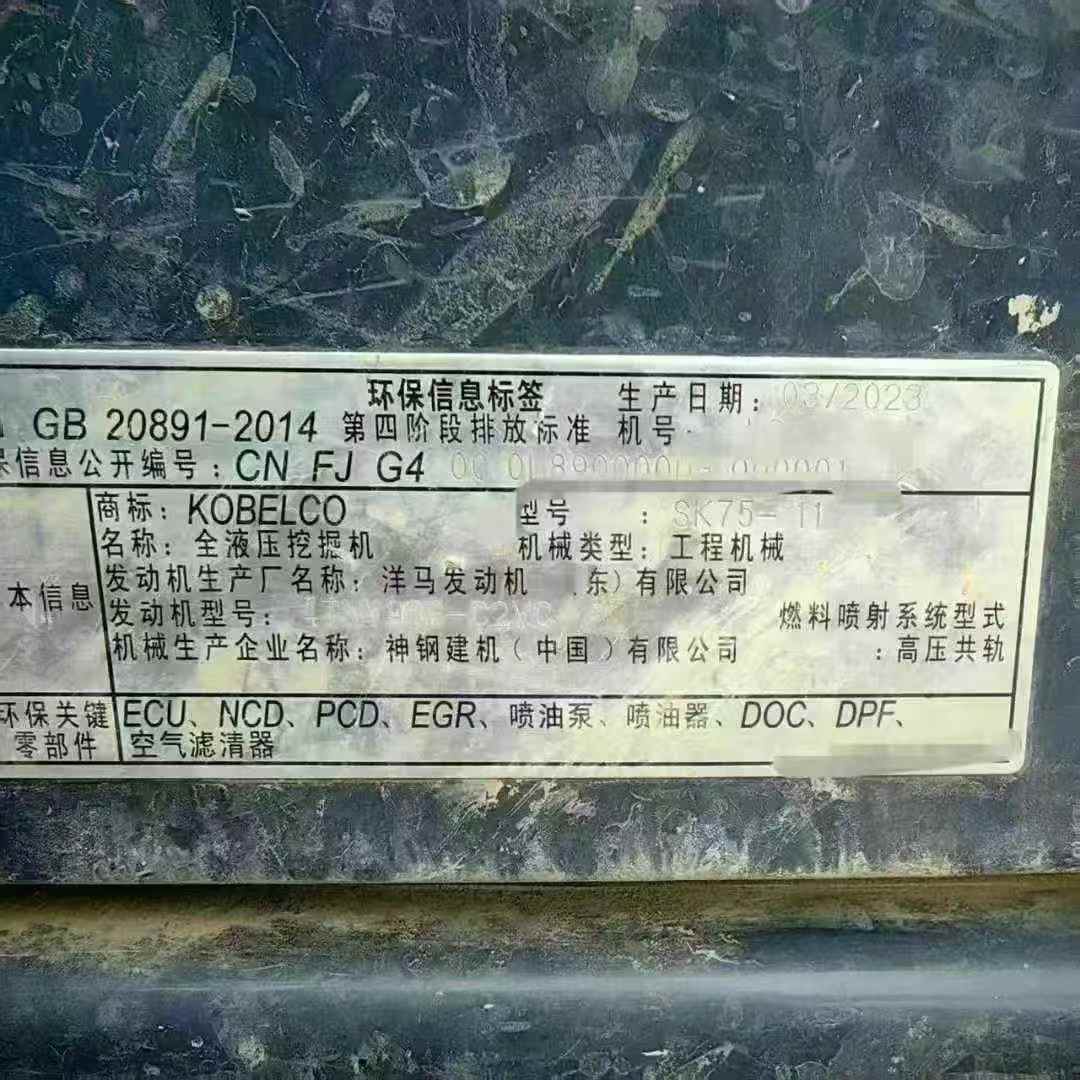 环保信息标签 生产日期: 03/2023
GB 20891-2014 第四阶段排放标准 机号
信息公开编号: CN FJ G4
商标: KOBELCO 型号 : SK75-11
名称: 全液压挖掘机 机械类型: 工程机械
发动机生产厂名称: 洋马发动机 东)有限公司
发动机型号: 燃料喷射系统型式
机械生产企业名称: 神钢建机(中国)有限公司 : 高压共轨
本信息
环保关键 ECU、NCD、PCD、EGR、喷油泵、喷油器、DOC、DPF、
零部件 空气滤清器